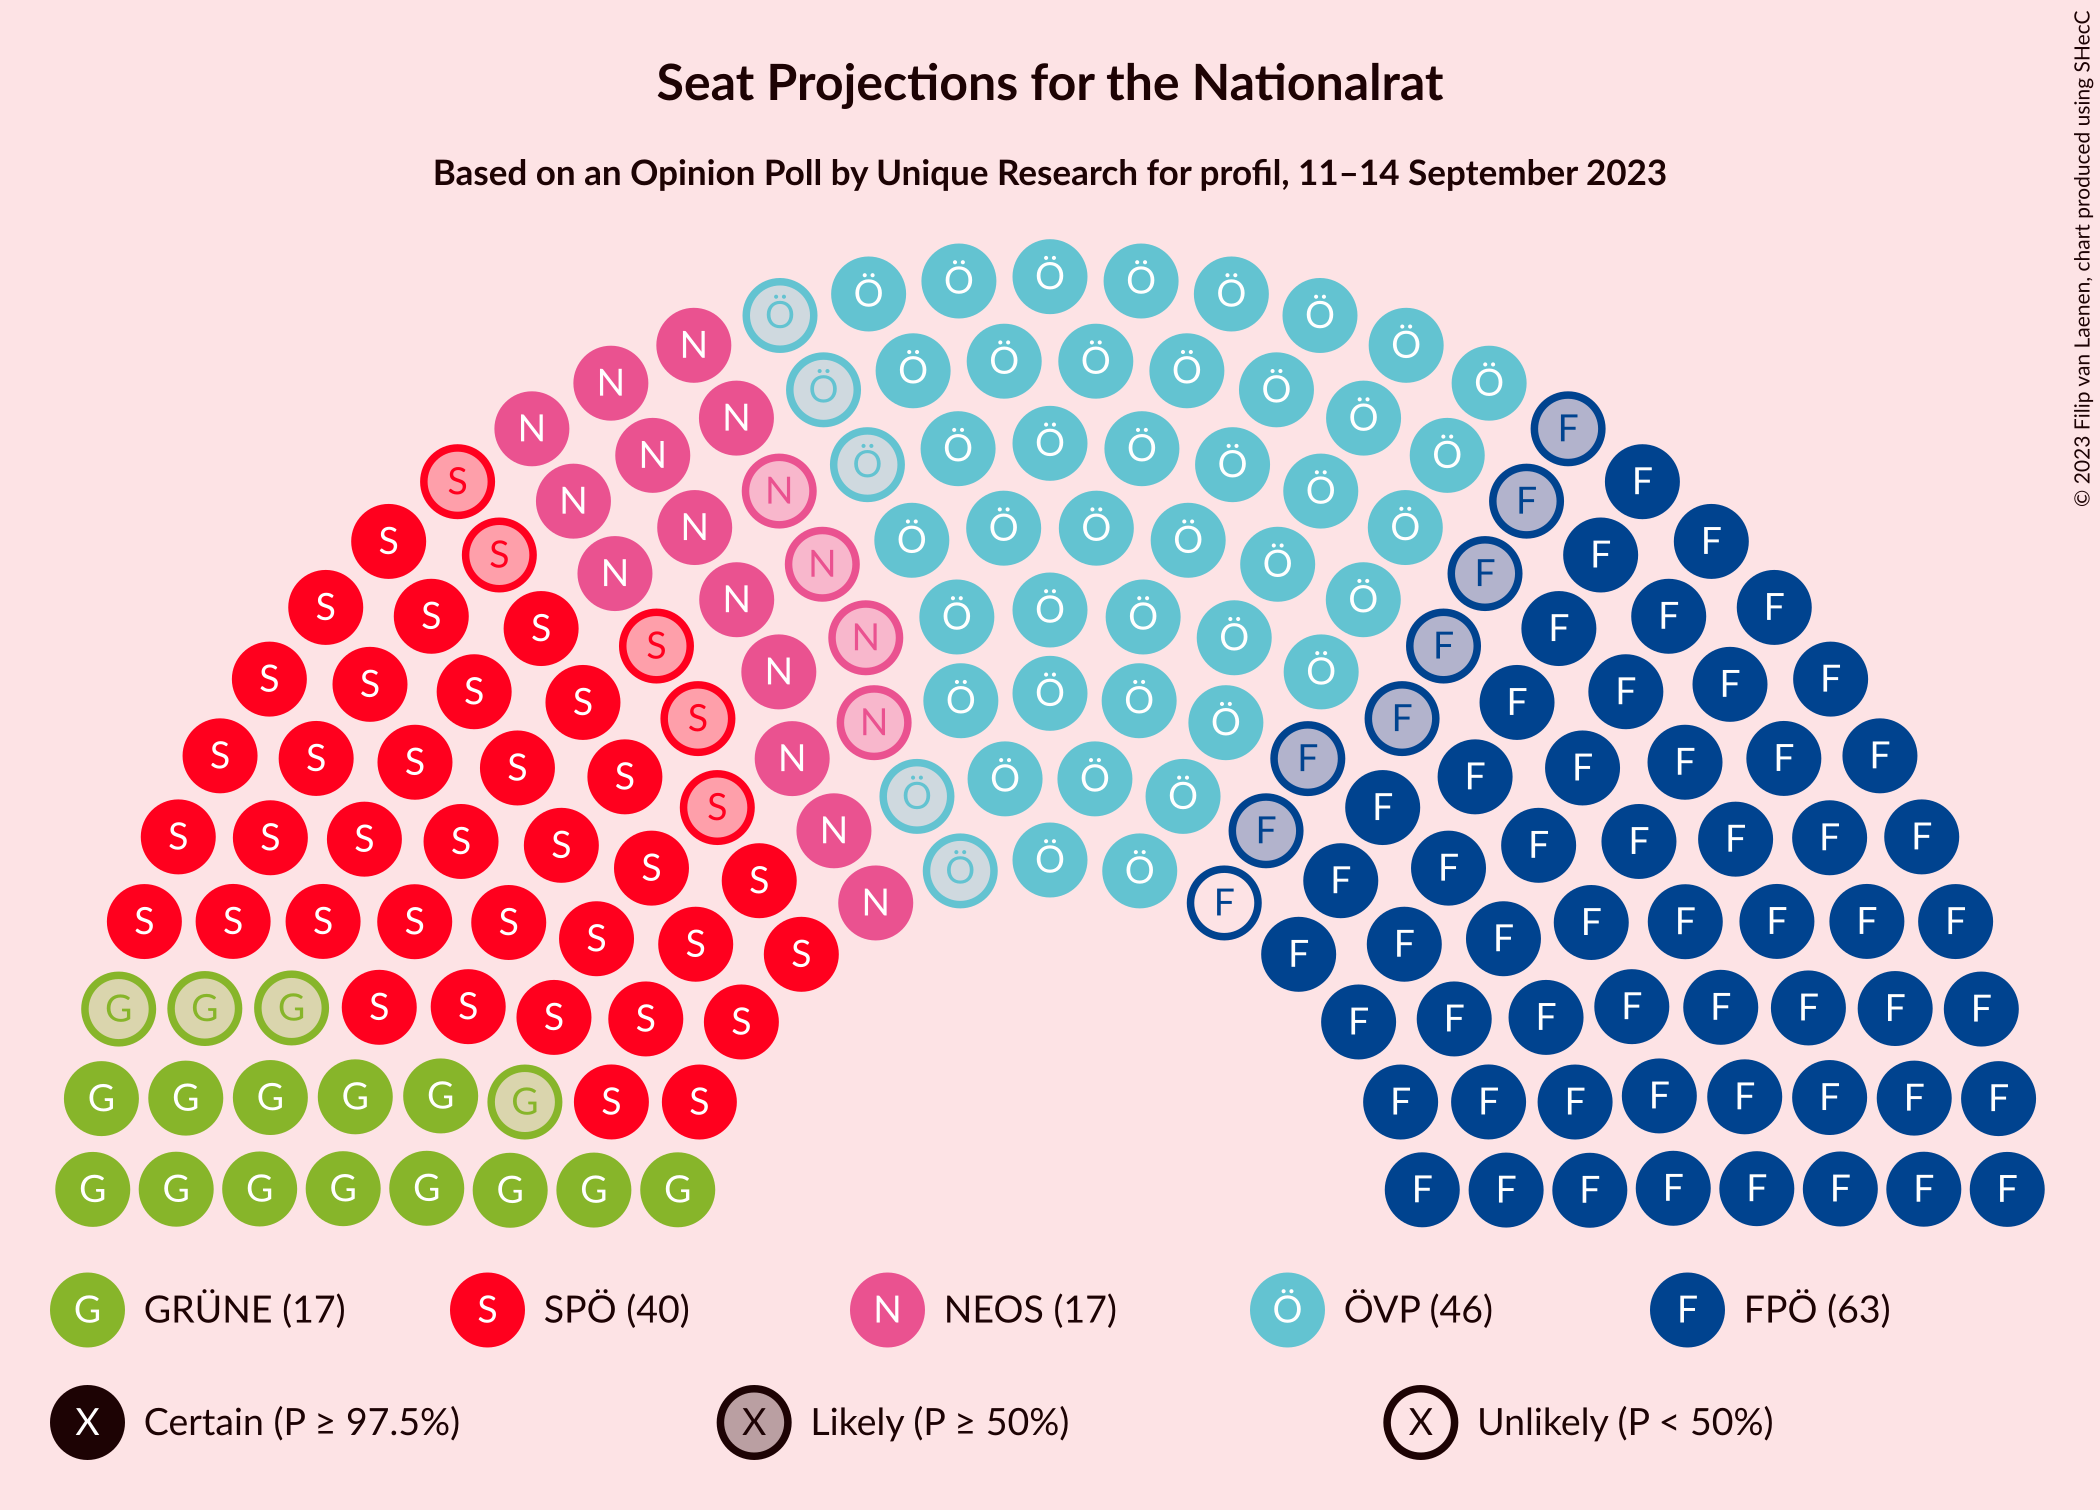 Seat Projections for the Nationalrat
Based on an Opinion Poll by Unique Research for profil, 11–14 September 2023
© 2023 Filip van Laenen, chart produced using SHecC
Ö Ö Ö Ö Ö Ö Ö Ö Ö
N N N F
Ö Ö Ö Ö Ö Ö Ö Ö
N N N F
S S F F
G GRÜNE (17) S SPÖ (40) N NEOS (17) Ö ÖVP (46) F FPÖ (63)
X Certain (P ≥ 97.5%) X Likely (P ≥ 50%) X Unlikely (P < 50%)